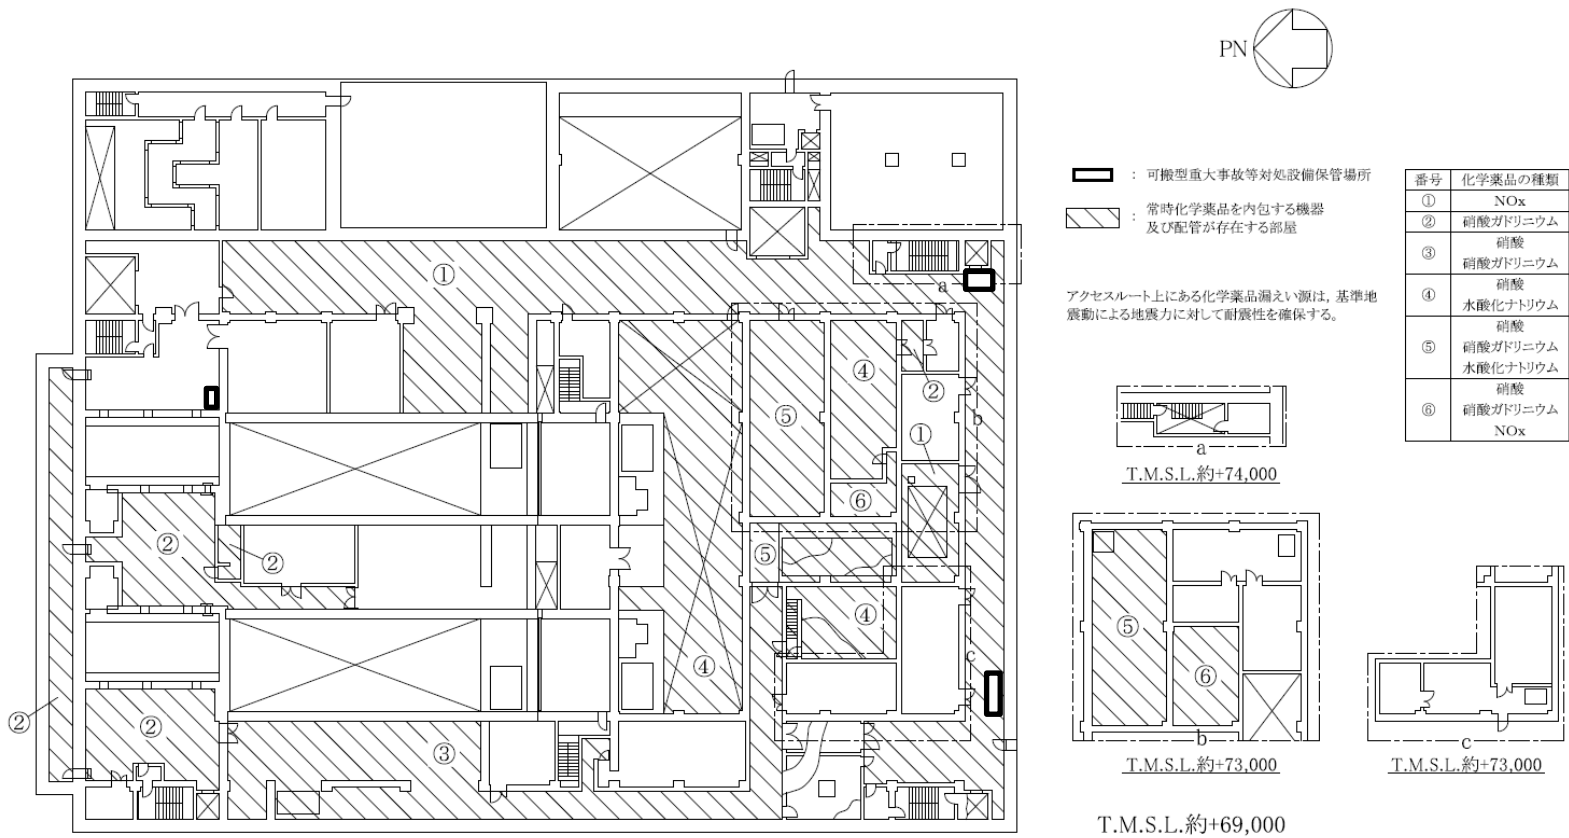 PN
: 可搬型重大事故等対処設備保管場所
: 常時化学薬品を内包する機器
及び配管が存在する部屋
アクセスルート上にある化学薬品漏えい源は, 基準地
震動による地震力に対して耐震性を確保する。
番号 化学薬品の種類
① NOx
② 硝酸ガドリニウム
③ 硝酸
硝酸ガドリニウム
④ 硝酸
水酸化ナトリウム
⑤ 硝酸
硝酸ガドリニウム
水酸化ナトリウム
⑥ 硝酸
硝酸ガドリニウム
NOx
①
a
④
②
⑤
b
①
⑥
②
②
⑤
④
④
c
②
②
③
a
T.M.S.L.約+74,000
⑤
⑥
b
T.M.S.L.約+73,000
c
T.M.S.L.約+73,000
T.M.S.L.約+69,000